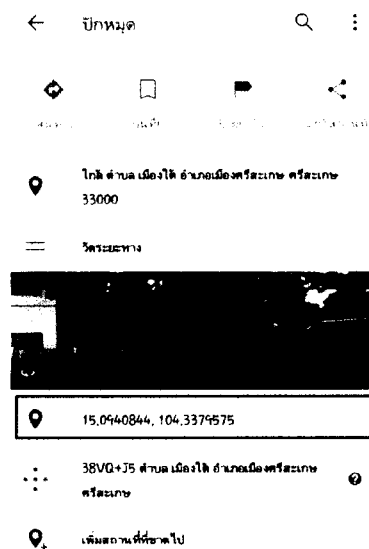 ปักหมุด
ใกล้ ตำบล เมืองใต้ อำเภอเมืองศรีสะเกษ ศรีสะเกษ
33000
วัดระยะทาง
15.0940844, 104.3379575
38VQ+J5 ตำบล เมืองใต้ อำเภอเมืองศรีสะเกษ
ศรีสะเกษ
เพิ่มสถานที่ที่ขาดไป